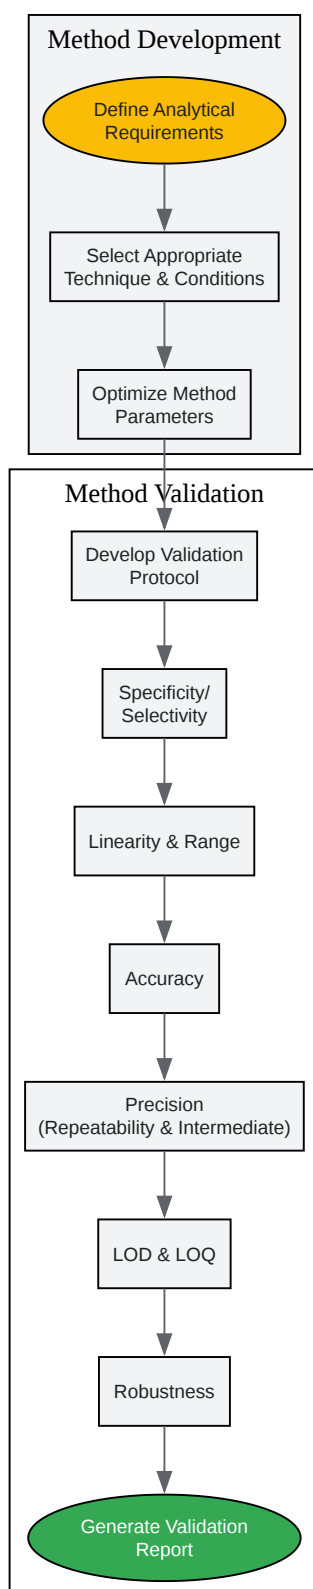 Method Development
Define Analytical
Requirements
Select Appropriate
Technique & Conditions
Optimize Method
Parameters
Method Validation
Develop Validation
Protocol
Specificity/
Selectivity
Linearity & Range
Accuracy
Precision
(Repeatability & Intermediate)
LOD & LOQ
Robustness
Generate Validation
Report